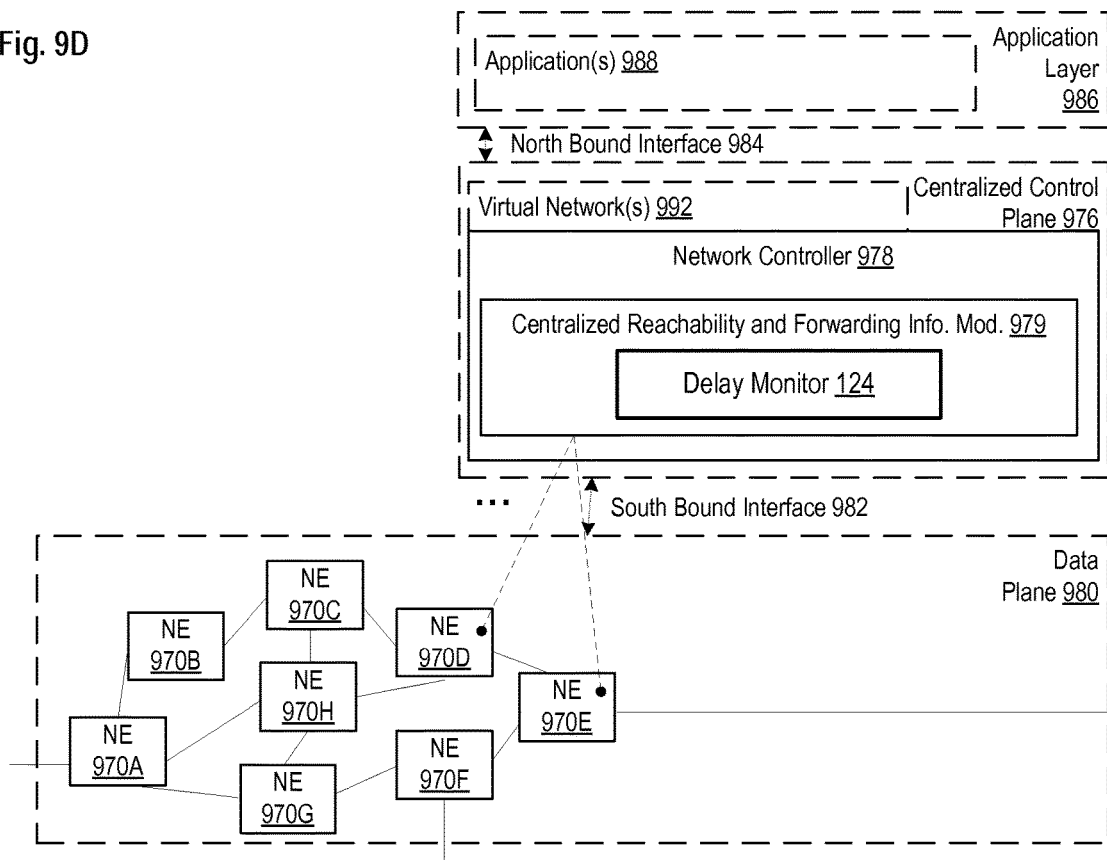 Fig. 9D
Application(s) 988
Application
Layer
986
North Bound Interface 984
Virtual Network(s) 992
Centralized Control
Plane 976
Network Controller 978
Centralized Reachability and Forwarding Info. Mod. 979
Delay Monitor 124
...
South Bound Interface 982
Data
Plane 980
NE
970C
NE
970B
NE
970D
NE
970H
NE
970E
NE
970A
NE
970F
NE
970G